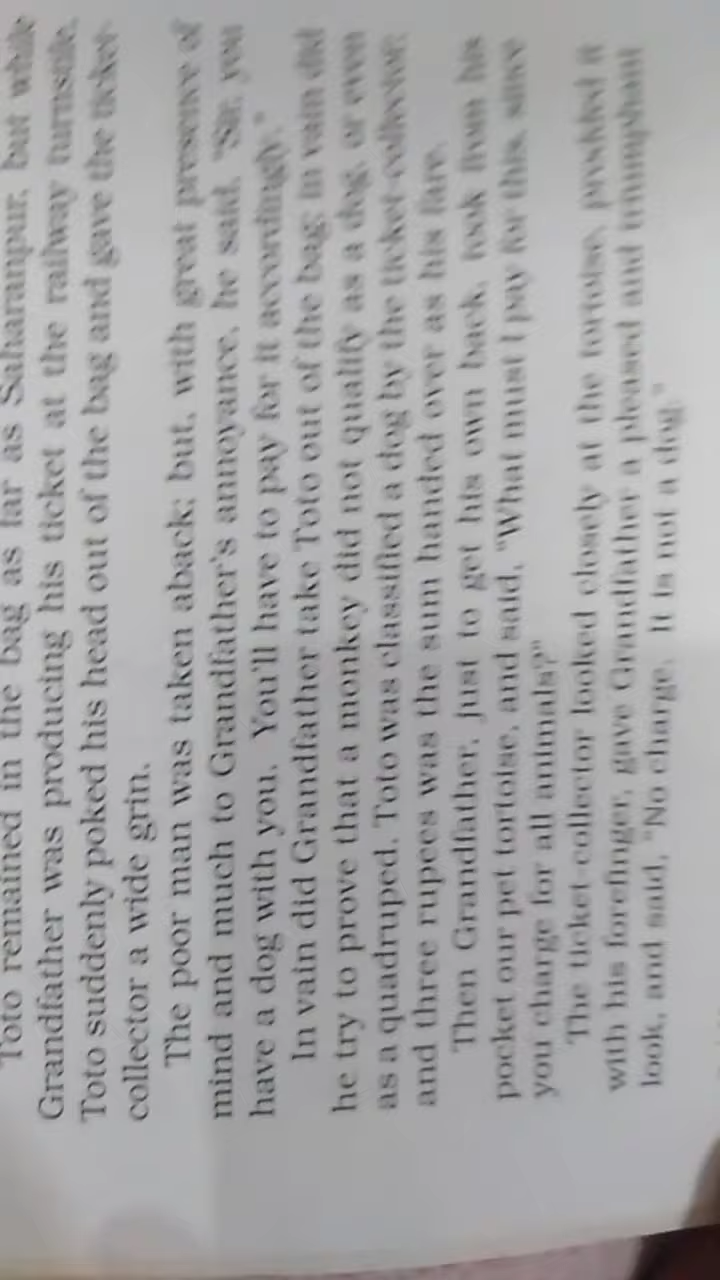 Toto remained in the bag as far as Saharanpur, but while
Grandfather was producing his ticket at the railway turnstile,
Toto suddenly poked his head out of the bag and gave the ticket-
collector a wide grin.
The poor man was taken aback; but, with great presence of
mind and much to Grandfather's annoyance, he said, "Sir, you
have a dog with you. You'll have to pay for it accordingly."
In vain did Grandfather take Toto out of the bag; in vain did
he try to prove that a monkey did not qualify as a dog, or even
as a quadruped. Toto was classified a dog by the ticket-collector;
and three rupees was the sum handed over as his fare.
Then Grandfather, just to get his own back, took from his
pocket our pet tortoise, and said, "What must I pay for this, since
you charge for all animals?"
The ticket-collector looked closely at the tortoise, prodded it
with his forefinger, gave Grandfather a pleased and triumphant
look, and said, "No charge. It is not a dog."